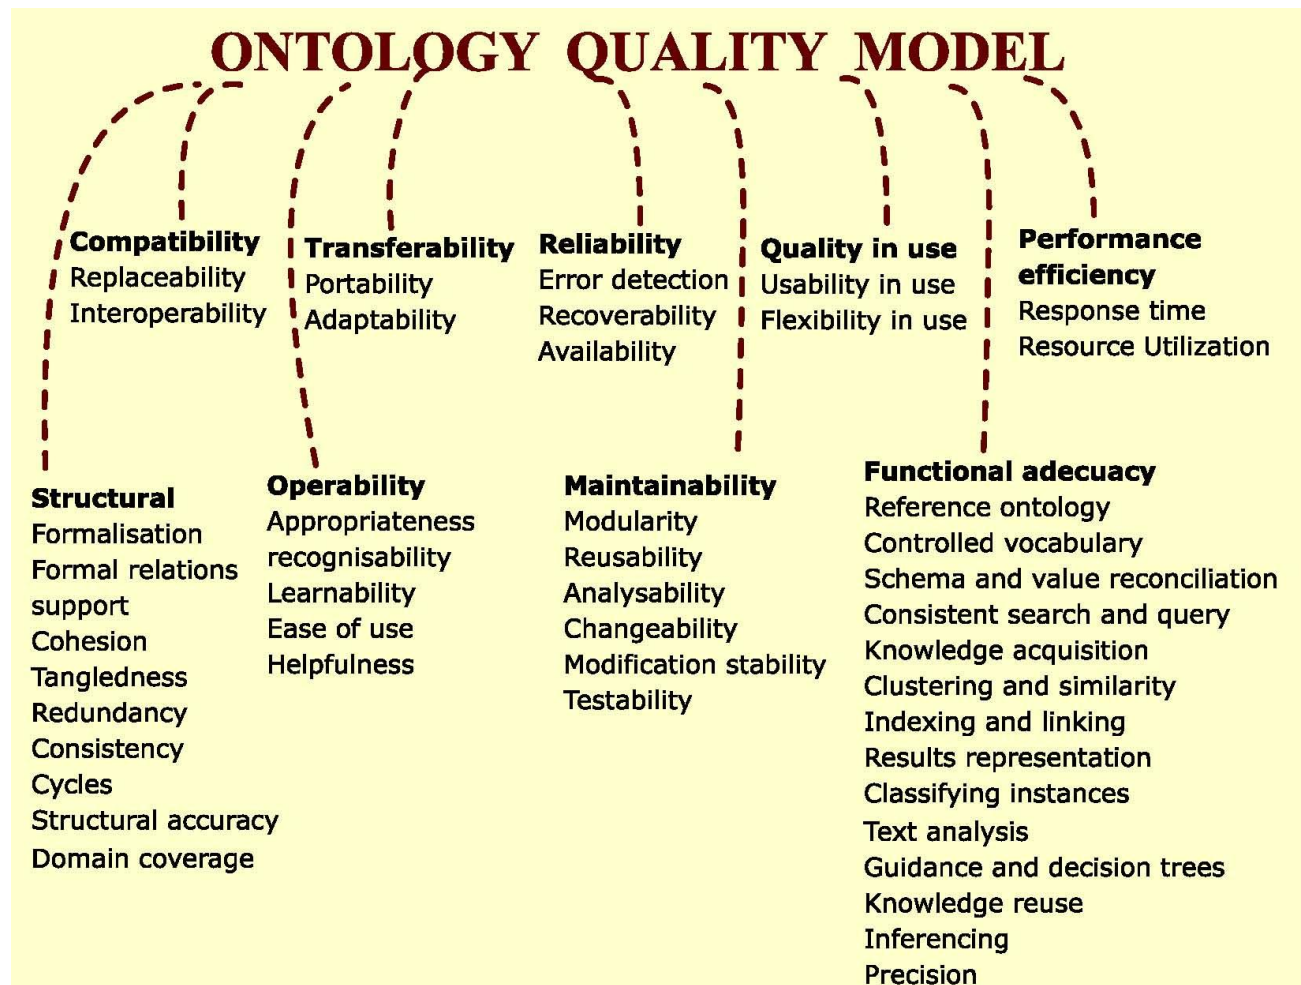 ONTOLOGY QUALITY MODEL
Compatibility
Replaceability
Interoperability
Transferability
Portability
Adaptability
Reliability
Error detection
Recoverability
Availability
Quality in use
Usability in use
Flexibility in use
Performance
efficiency
Response time
Resource Utilization
Structural
Formalisation
Formal relations
support
Cohesion
Tangledness
Redundancy
Consistency
Cycles
Structural accuracy
Domain coverage
Operability
Appropriateness
recognisability
Learnability
Ease of use
Helpfulness
Maintainability
Modularity
Reusability
Analysability
Changeability
Modification stability
Testability
Functional adecuacy
Reference ontology
Controlled vocabulary
Schema and value reconciliation
Consistent search and query
Knowledge acquisition
Clustering and similarity
Indexing and linking
Results representation
Classifying instances
Text analysis
Guidance and decision trees
Knowledge reuse
Inferencing
Precision